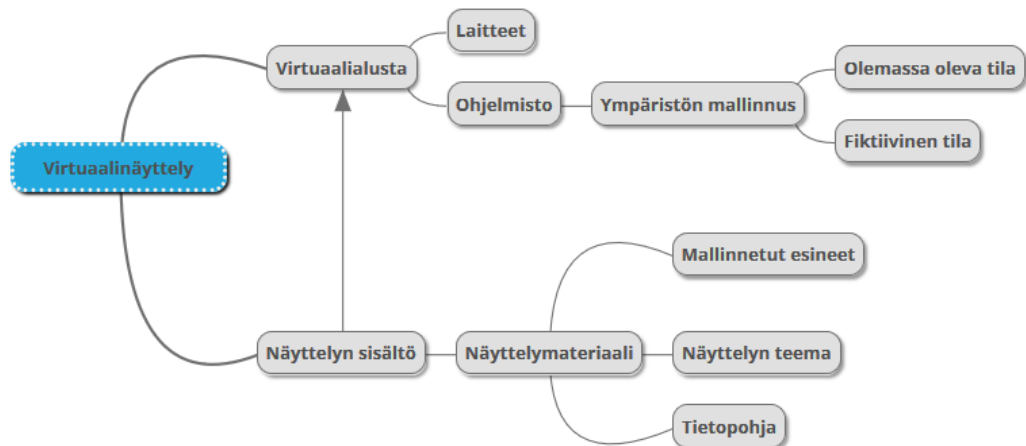 Virtuaalinäyttely
Virtuaalialusta
Laitteet
Ohjelmisto
Ympäristön mallinnus
Olemassa oleva tila
Fiktiivinen tila
Näyttelyn sisältö
Näyttelymateriaali
Mallinnetut esineet
Näyttelyn teema
Tietopohja